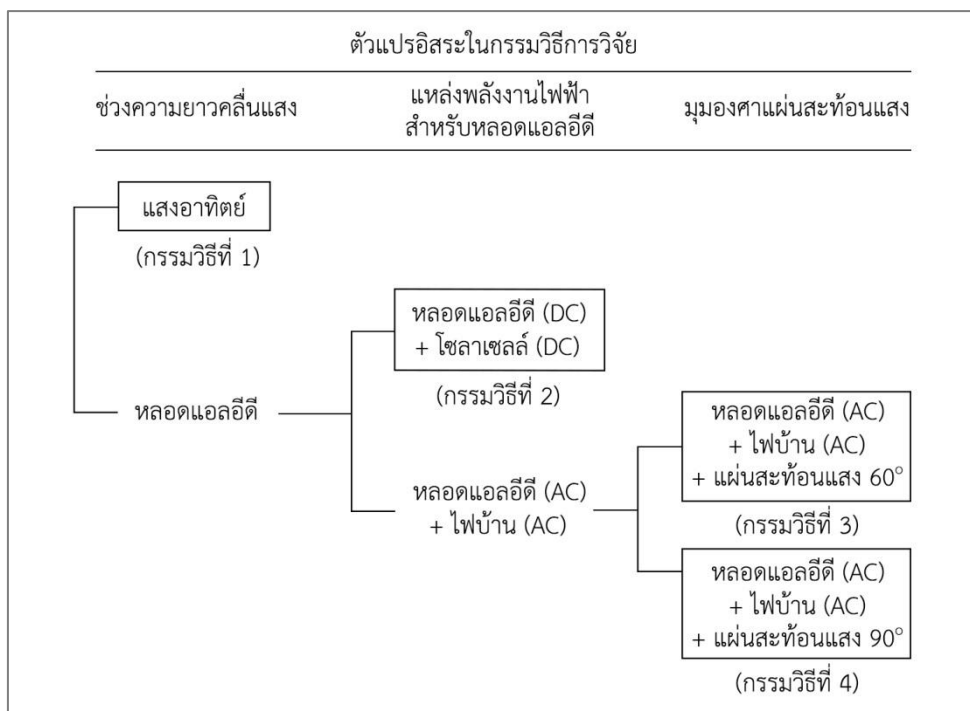 ตัวแปรอิสระในกรรมวิธีการวิจัย
ช่วงความยาวคลื่นแสง
แหล่งพลังงานไฟฟ้า
สำหรับหลอดแอลอีดี
มุมองศาแผ่นสะท้อนแสง
แสงอาทิตย์
(กรรมวิธีที่ 1)
หลอดแอลอีดี
หลอดแอลอีดี (DC)
+ โซลาเซลล์ (DC)
(กรรมวิธีที่ 2)
หลอดแอลอีดี (AC)
+ ไฟบ้าน (AC)
หลอดแอลอีดี (AC)
+ ไฟบ้าน (AC)
+ แผ่นสะท้อนแสง 60°
(กรรมวิธีที่ 3)
หลอดแอลอีดี (AC)
+ ไฟบ้าน (AC)
+ แผ่นสะท้อนแสง 90°
(กรรมวิธีที่ 4)